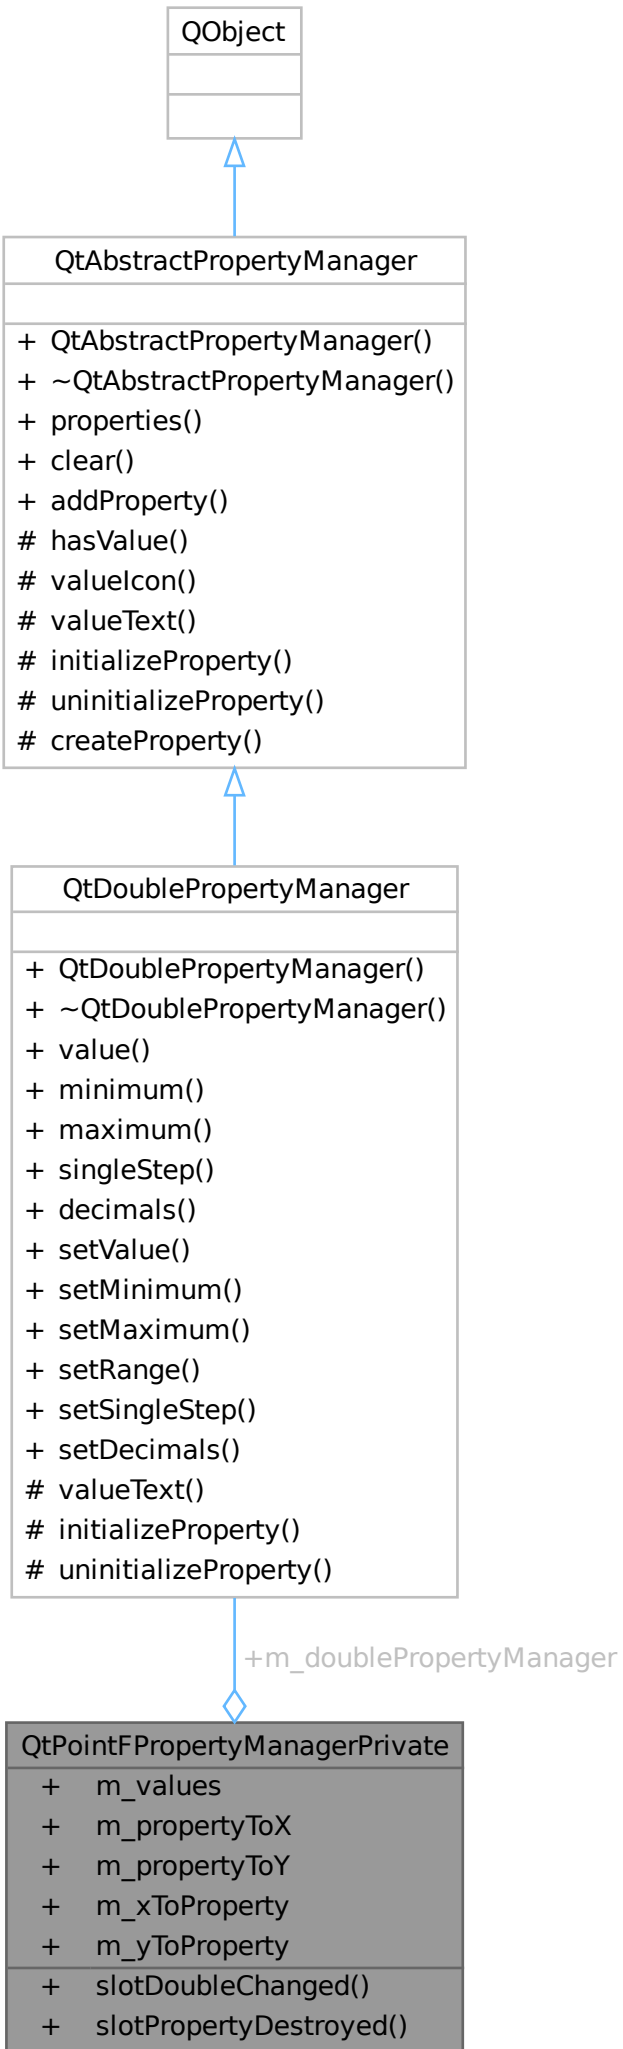 QObject
QtAbstractPropertyManager
+ QtAbstractPropertyManager()
+ ~QtAbstractPropertyManager()
+ properties()
+ clear()
+ addProperty()
# hasValue()
# valueIcon()
# valueText()
# initializeProperty()
# uninitializeProperty()
# createProperty()
QtDoublePropertyManager
+ QtDoublePropertyManager()
+ ~QtDoublePropertyManager()
+ value()
+ minimum()
+ maximum()
+ singleStep()
+ decimals()
+ setValue()
+ setMinimum()
+ setMaximum()
+ setRange()
+ setSingleStep()
+ setDecimals()
# valueText()
# initializeProperty()
# uninitializeProperty()
+m_doublePropertyManager
QtPointFPropertyManagerPrivate
+ m_values
+ m_propertyToX
+ m_propertyToY
+ m_xToProperty
+ m_yToProperty
+ slotDoubleChanged()
+ slotPropertyDestroyed()